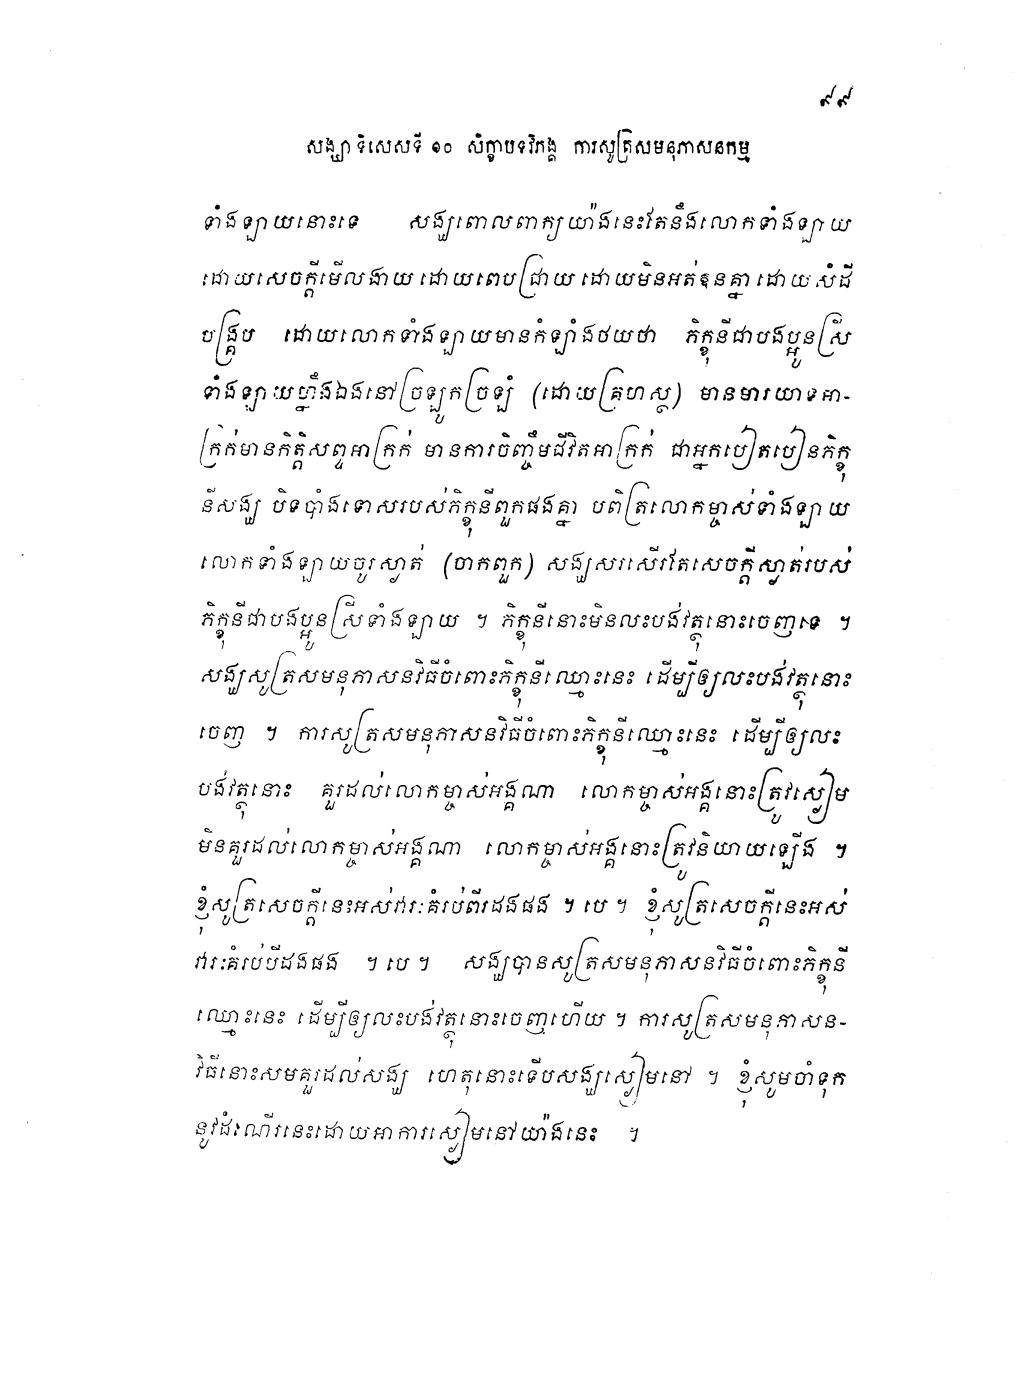 ៩៩
សង្ឃាទិសេសទី ១០ សិក្ខាបទវិភង្គ ការសូត្រសមនុភាសនកម្ម
ទាំងឡាយនោះទេ សង្ឃពោលពាក្យយ៉ាងនេះតែនឹងលោកទាំងឡាយ
ដោយសេចក្តីមើលងាយ ដោយពេបជ្រាយ ដោយមិនអត់ឱនគ្នា ដោយសំដី
បង្គ្រប ដោយលោកទាំងឡាយមានកំឡាំងថយថា ភិក្ខុនីជាបងប្អូនស្រី
ទាំងឡាយហ្នឹងឯងនៅច្រឡូកច្រឡំ (ដោយគ្រហស្ថ) មានមារយាទអា-
ក្រក់មានកិត្តិសព្ទអាក្រក់ មានការចិញ្ចឹមជីវិតអាក្រក់ ជាអ្នកបៀតបៀនភិក្ខុ
នីសង្ឃ បិទបាំងទោសរបស់ភិក្ខុនីពួកផងគ្នា បពិត្រលោកម្ចាស់ទាំងឡាយ
លោកទាំងឡាយចូរស្ងាត់ (ចាកពួក) សង្ឃសរសើរតែសេចក្តីស្ងាត់របស់
ភិក្ខុនីជាបងប្អូនស្រីទាំងឡាយ ។ ភិក្ខុនីនោះមិនលះបង់វត្ថុនោះចេញទេ ។
សង្ឃសូត្រសមនុភាសនវិធីចំពោះភិក្ខុនីឈ្មោះនេះ ដើម្បីឲ្យលះបង់វត្ថុនោះ
ចេញ ។ ការសូត្រសមនុភាសនវិធីចំពោះភិក្ខុនីឈ្មោះនេះ ដើម្បីឲ្យលះ
បង់វត្ថុនោះ គួរដល់លោកម្ចាស់អង្គណា លោកម្ចាស់អង្គនោះត្រូវស្ងៀម
មិនគួរដល់លោកម្ចាស់អង្គណា លោកម្ចាស់អង្គនោះត្រូវនិយាយឡើង ។
ខ្ញុំសូត្រសេចក្តីនេះអស់វារៈគំរប់ពីរដងផង ។ បេ ។ ខ្ញុំសូត្រសេចក្តីនេះអស់
វារៈគំរប់បីដងផង ។ បេ ។ សង្ឃបានសូត្រសមនុភាសនវិធីចំពោះភិក្ខុនី
ឈ្មោះនេះ ដើម្បីឲ្យលះបង់វត្ថុនោះចេញហើយ ។ ការសូត្រសមនុភាសន-
វិធីនោះសមគួរដល់សង្ឃ ហេតុនោះទើបសង្ឃស្ងៀមនៅ ។ ខ្ញុំសូមចាំទុក
នូវដំណើរនេះដោយអាការស្ងៀមនៅយ៉ាងនេះ ។